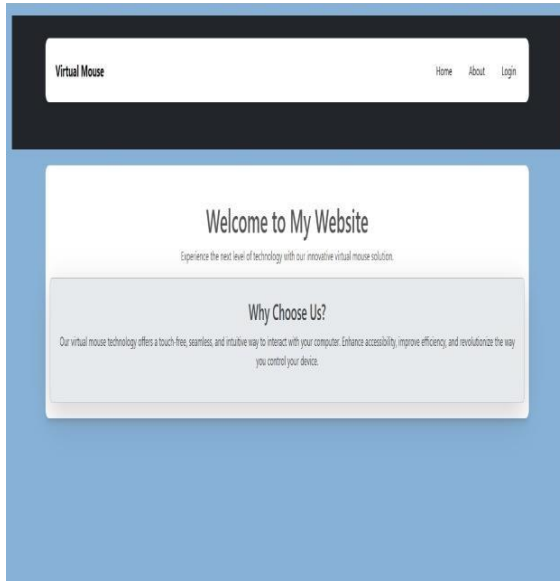 Virtual Mouse
Home About Login
Welcome to My Website
Experience the next level of technology with our innovative virtual mouse solution.
Why Choose Us?
Our virtual mouse technology offers a touch-free, seamless, and intuitive way to interact with your computer. Enhance accessibility, improve efficiency, and revolutionize the way
you control your device.